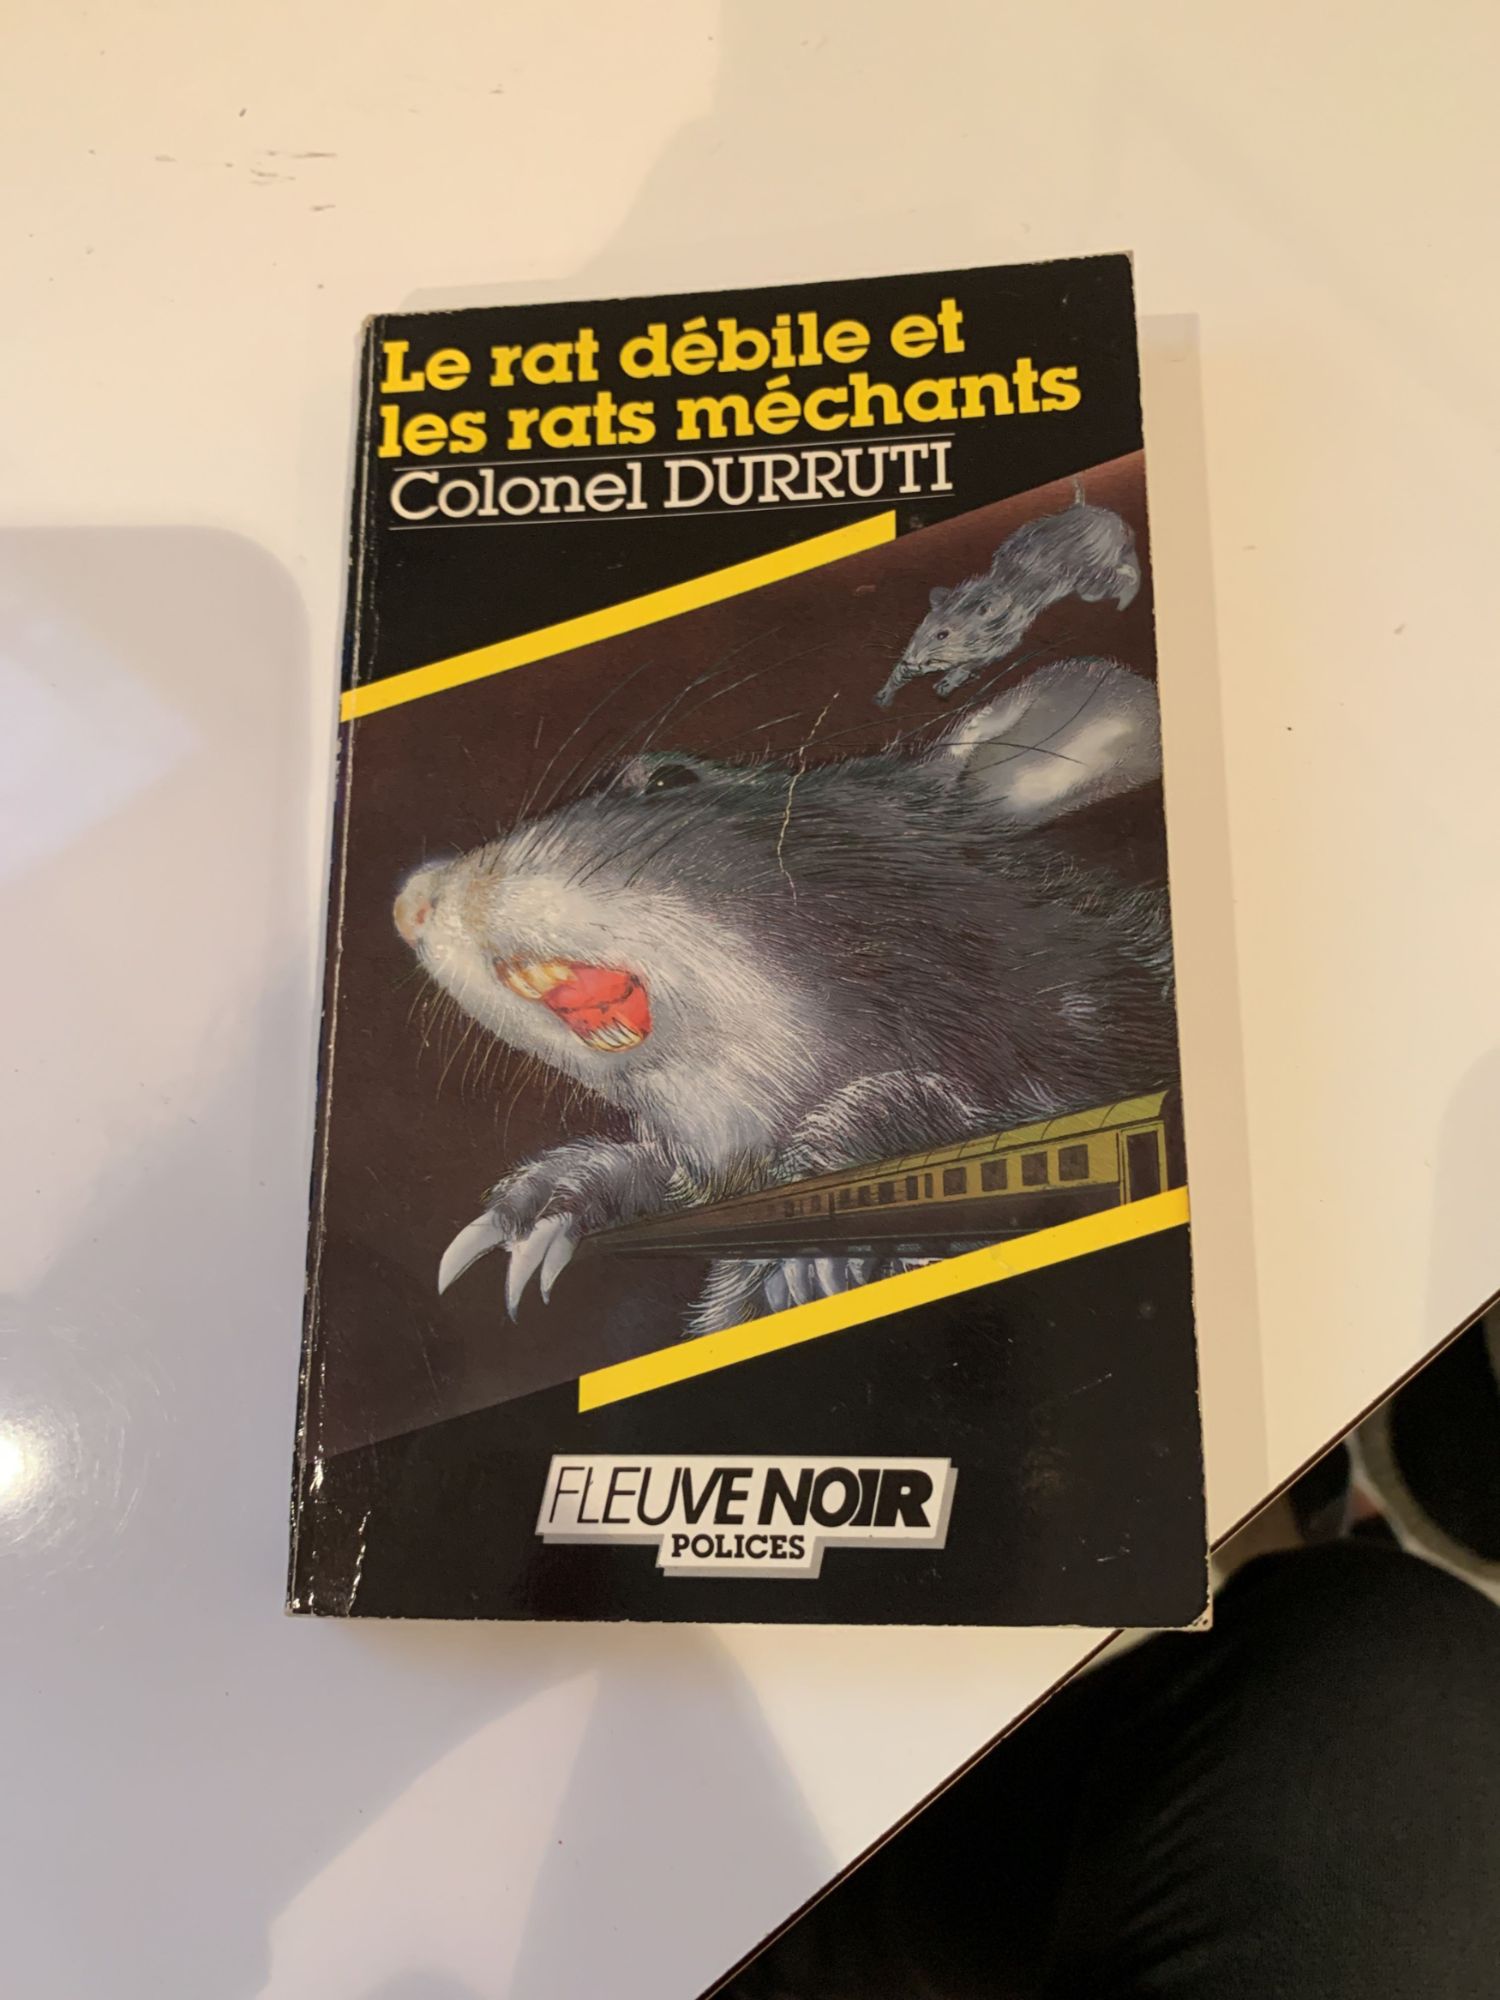 Le rat débile et
les rats méchants
Colonel DURRUTI
FLEUVE NOIR
POLICES